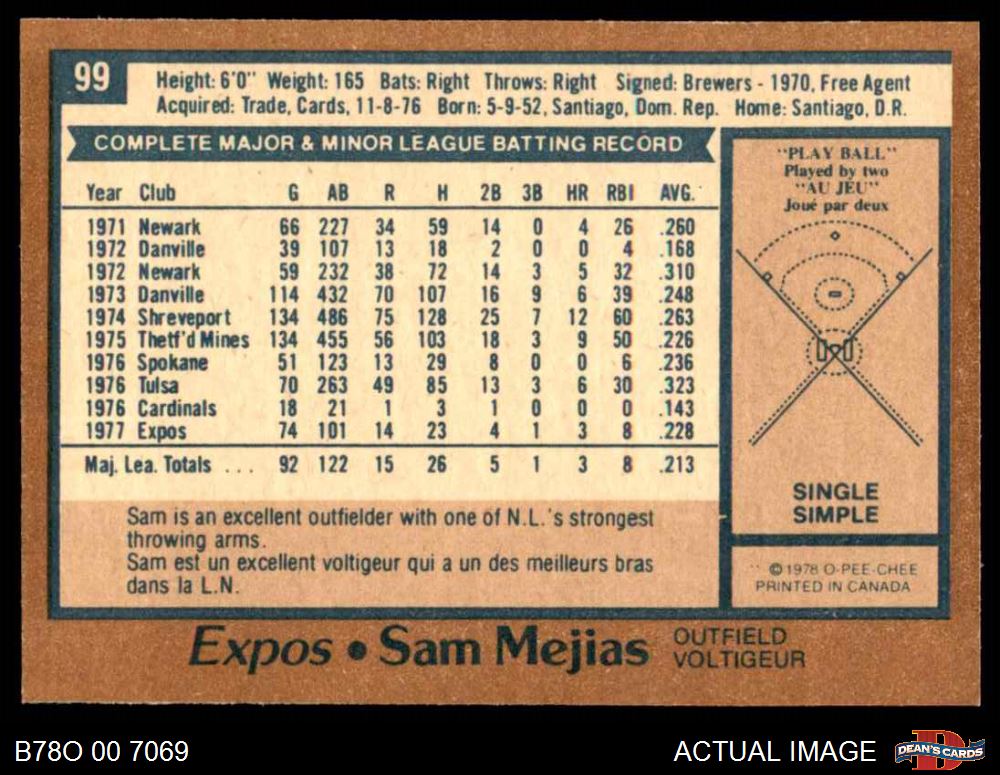 99
Height: 6'0" Weight: 165 Bats: Right Throws: Right Signed: Brewers - 1970, Free Agent
Acquired: Trade, Cards, 11-8-76 Born: 5-9-52, Santiago, Dom. Rep. Home: Santiago, D.R.
COMPLETE MAJOR & MINOR LEAGUE BATTING RECORD
Year Club G AB R H 2B 3B HR RBI AVG.
1971 Newark 66 227 34 59 14 0 4 26 .260
1972 Danville 39 107 13 18 2 0 0 4 .168
1972 Newark 59 232 38 72 14 3 5 32 .310
1973 Danville 114 432 70 107 16 9 6 39 .248
1974 Shreveport 134 486 75 128 25 7 12 60 .263
1975 Thetf'd Mines 134 455 56 103 18 3 9 50 .226
1976 Spokane 51 123 13 29 8 0 0 6 .236
1976 Tulsa 70 263 49 85 13 3 6 30 .323
1976 Cardinals 18 21 1 3 1 0 0 0 .143
1977 Expos 74 101 14 23 4 1 3 8 .228
Maj. Lea. Totals ... 92 122 15 26 5 1 3 8 .213
Sam is an excellent outfielder with one of N.L.'s strongest
throwing arms.
Sam est un excellent voltigeur qui a un des meilleurs bras
dans la L.N.
"PLAY BALL"
Played by two
"AU JEU"
Joué par deux
SINGLE
SIMPLE
© 1978 O-PEE-CHEE
PRINTED IN CANADA
Expos • Sam Mejias
OUTFIELD
VOLTIGEUR
B78O 00 7069
ACTUAL IMAGE
DEAN'S CARDS